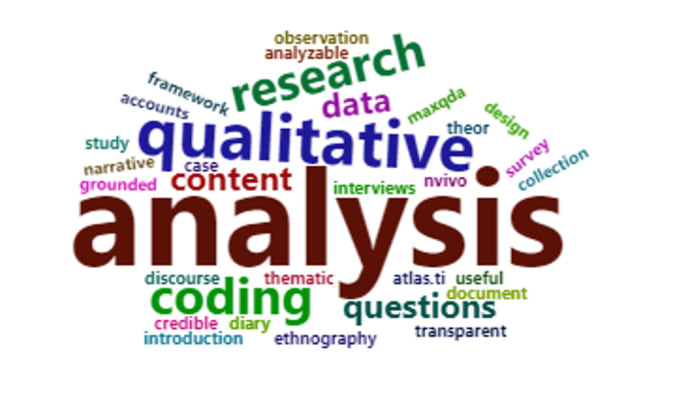 observation
analyzable
research
framework
accounts
data
maxqda
design
qualitative
theor
study
survey
narrative
case
collection
grounded
content
interviews
nvivo
analysis
discourse
thematic
atlas.ti
useful
coding
document
questions
credible
diary
transparent
introduction
ethnography